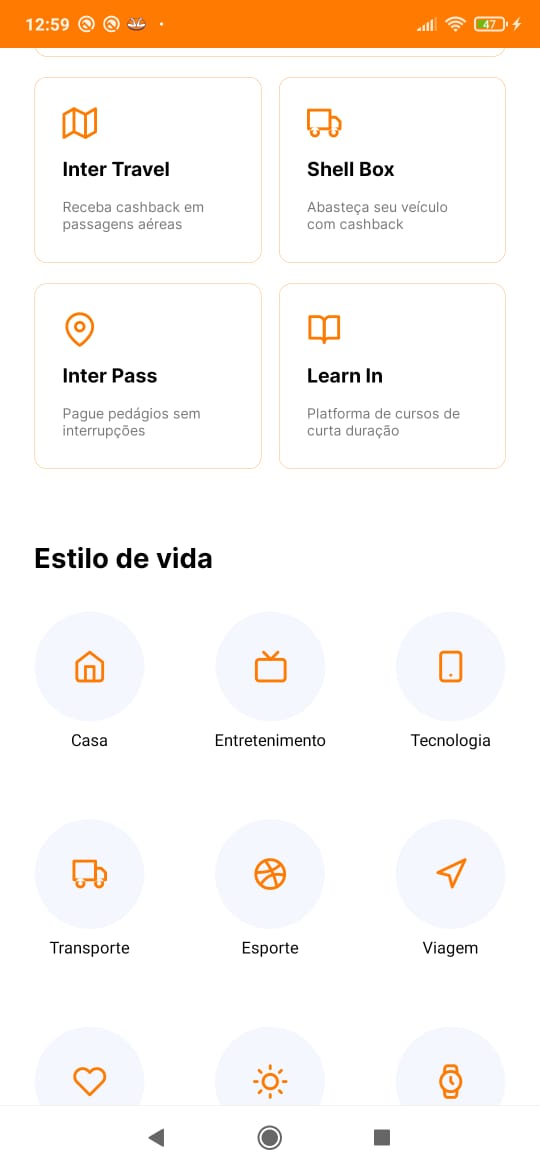 12:59
47
Inter Travel
Receba cashback em
passagens aéreas
Shell Box
Abasteça seu veículo
com cashback
Inter Pass
Pague pedágios sem
interrupções
Learn In
Platforma de cursos de
curta duração
Estilo de vida
Casa
Entretenimento
Tecnologia
Transporte
Esporte
Viagem